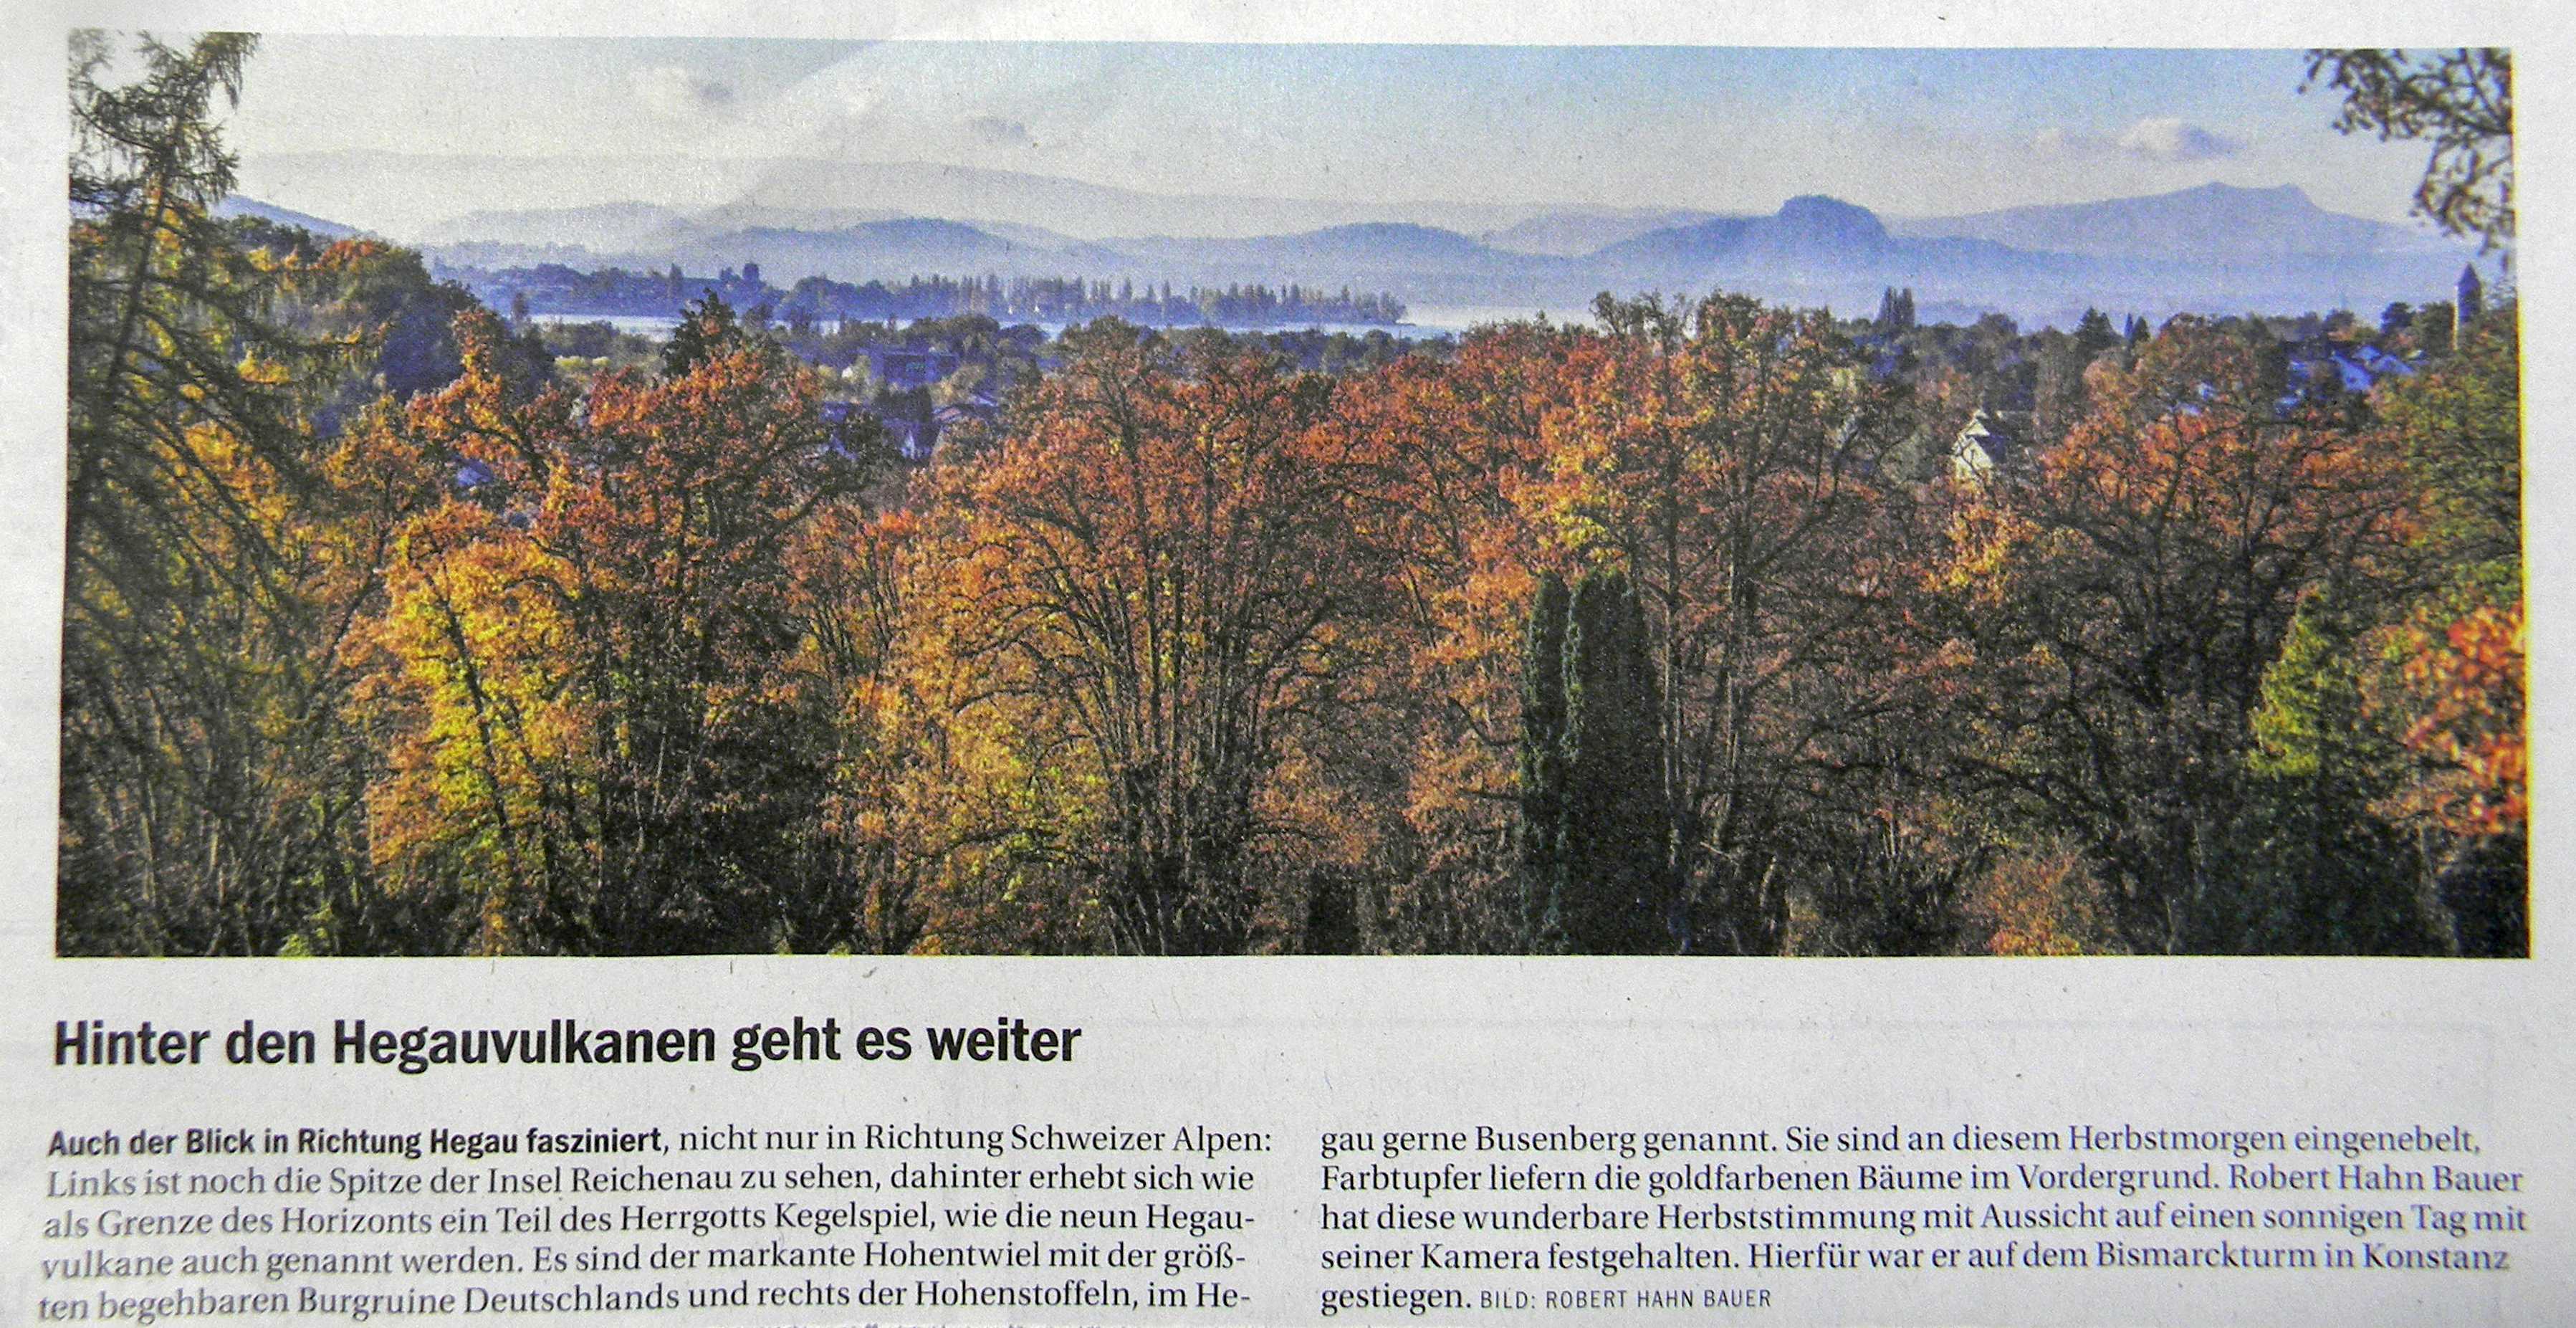 Hinter den Hegauvulkanen geht es weiter
Auch der Blick in Richtung Hegau fasziniert, nicht nur in Richtung Schweizer Alpen:
Links ist noch die Spitze der Insel Reichenau zu sehen, dahinter erhebt sich wie
als Grenze des Horizonts ein Teil des Herrgotts Kegelspiel, wie die neun Hegau-
vulkane auch genannt werden. Es sind der markante Hohentwiel mit der größ-
ten begehbaren Burgruine Deutschlands und rechts der Hohenstoffeln, im He-
gau gerne Busenberg genannt. Sie sind an diesem Herbstmorgen eingenebelt,
Farbtupfer liefern die goldfarbenen Bäume im Vordergrund. Robert Hahn Bauer
hat diese wunderbare Herbststimmung mit Aussicht auf einen sonnigen Tag mit
seiner Kamera festgehalten. Hierfür war er auf dem Bismarckturm in Konstanz
gestiegen. BILD: ROBERT HAHN BAUER